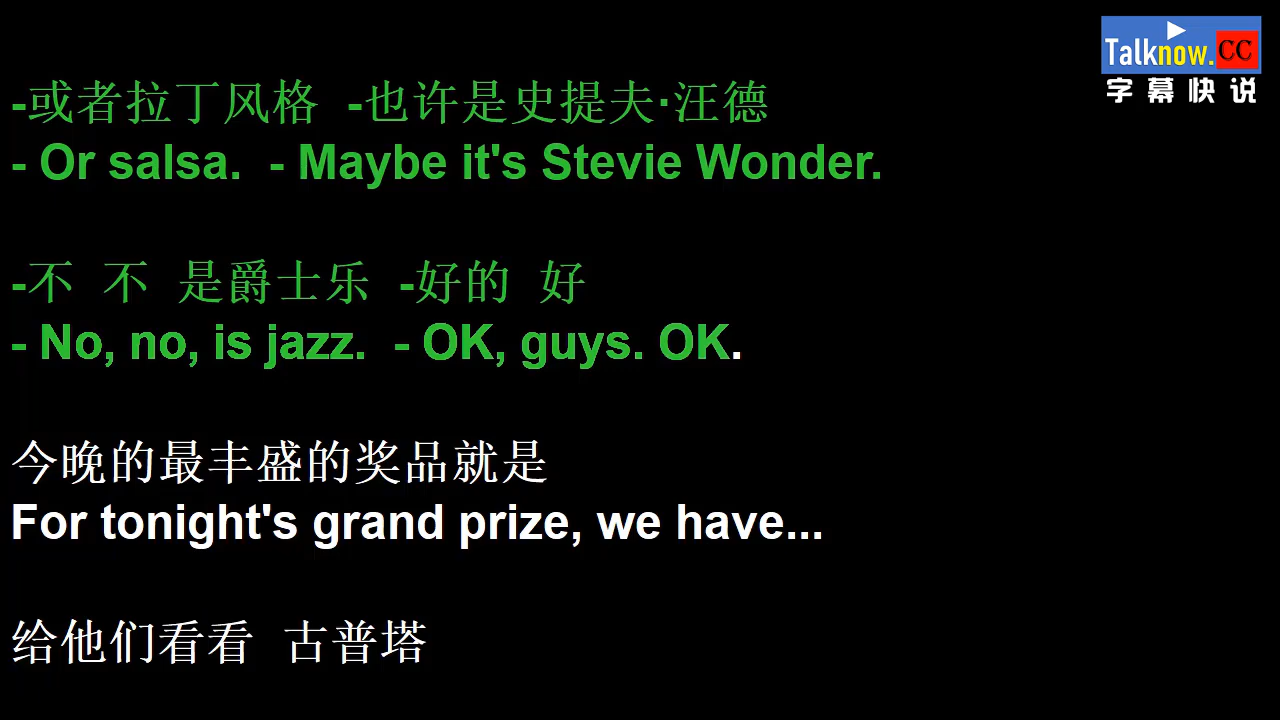 Talknow.CC
字幕快说
-或者拉丁风格 -也许是史提夫·汪德
- Or salsa. - Maybe it's Stevie Wonder.
-不 不 是爵士乐 -好的 好
- No, no, is jazz. - OK, guys. OK.
今晚的最丰盛的奖品就是
For tonight's grand prize, we have...
给他们看看 古普塔